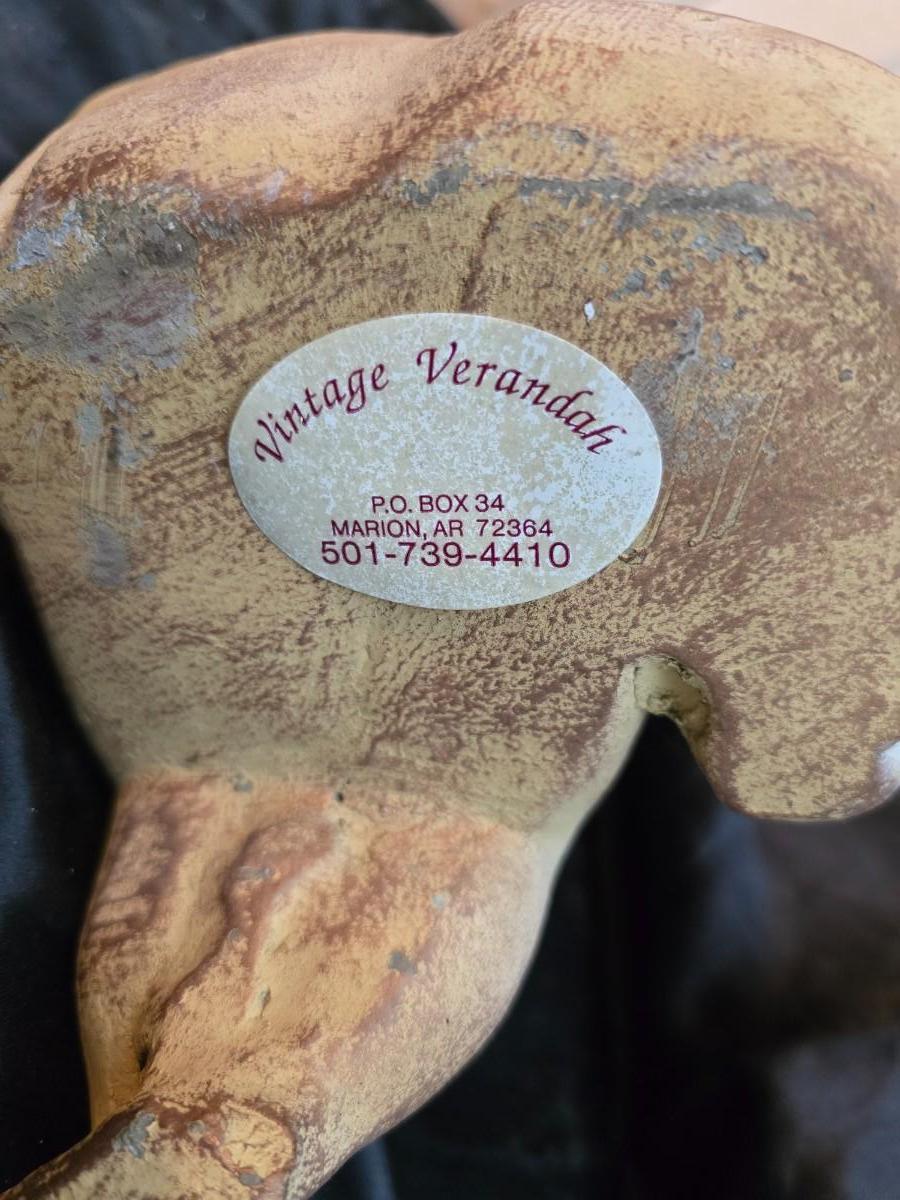 Vintage Verandah
P.O. BOX 34
MARION, AR 72364
501-739-4410